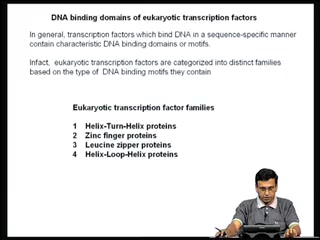 DNA binding domains of eukaryotic transcription factors
In general, transcription factors which bind DNA in a sequence-specific manner
contain characteristic DNA binding domains or motifs.
Infact, eukaryotic transcription factors are categorized into distinct families
based on the type of DNA binding motifs they contain
Eukaryotic transcription factor families
1 Helix-Turn-Helix proteins
2 Zinc finger proteins
3 Leucine zipper proteins
4 Helix-Loop-Helix proteins